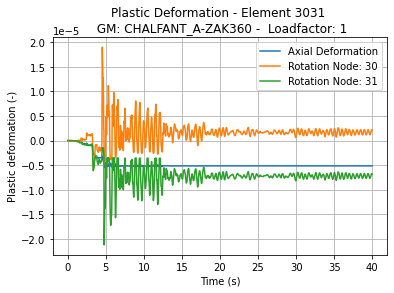 Plastic Deformation - Element 3031
GM: CHALFANT_A-ZAK360 -  Loadfactor: 1
1e−5
2.0
1.5
1.0
0.5
0.0
−0.5
−1.0
−1.5
−2.0
Plastic deformation (-)
Axial Deformation
Rotation Node: 30
Rotation Node: 31
0 5 10 15 20 25 30 35 40
Time (s)